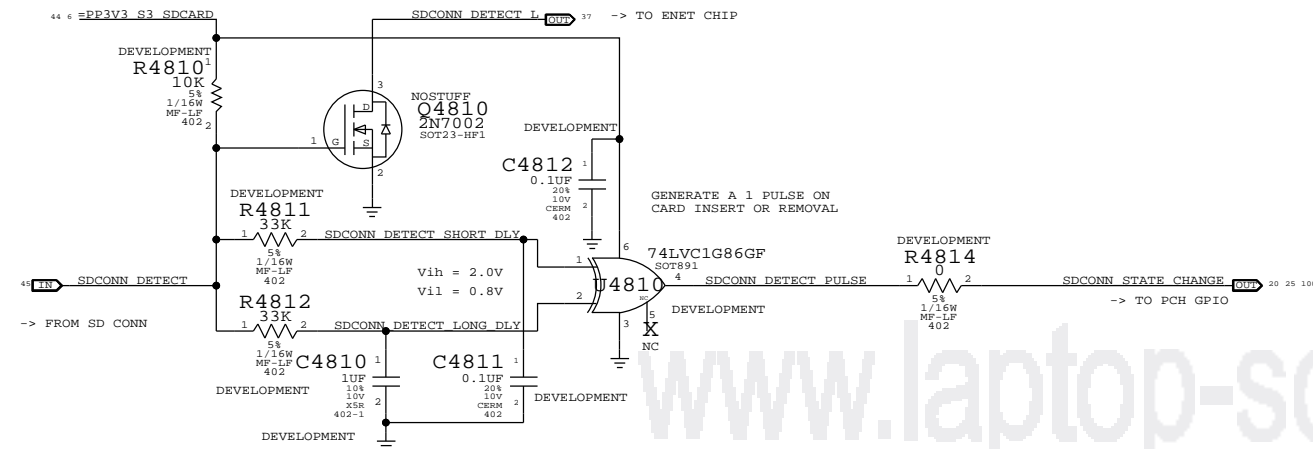 44 6 =PP3V3_S3_SDCARD
SDCONN_DETECT_L OUT 37 -> TO ENET CHIP
DEVELOPMENT
R4810
1
10K
5%
1/16W
MF-LF
402
2
3
D
G
S
1
2
NOSTUFF
Q4810
2N7002
SOT23-HF1
DEVELOPMENT
C4812
1
0.1UF
20%
10V
CERM
402
2
GENERATE A 1 PULSE ON
CARD INSERT OR REMOVAL
DEVELOPMENT
R4811
33K
1 2 SDCONN_DETECT_SHORT_DLY
5%
1/16W
MF-LF
402
Vih = 2.0V
Vil = 0.8V
6
74LVC1G86GF
SOT891
1
U4810
4
2
NC
5
3
X
NC
DEVELOPMENT
SDCONN_DETECT_PULSE
DEVELOPMENT
R4814
0
1 2
5%
1/16W
MF-LF
402
SDCONN_STATE_CHANGE OUT 20 25 100
-> TO PCH GPIO
45 IN SDCONN_DETECT
-> FROM SD CONN
R4812
33K
1 2 SDCONN_DETECT_LONG_DLY
5%
1/16W
MF-LF
402
DEVELOPMENT
C4810
1
1UF
10%
10V
X5R
402-1
2
DEVELOPMENT
C4811
1
0.1UF
20%
10V
CERM
402
2
DEVELOPMENT
www.laptop-sc